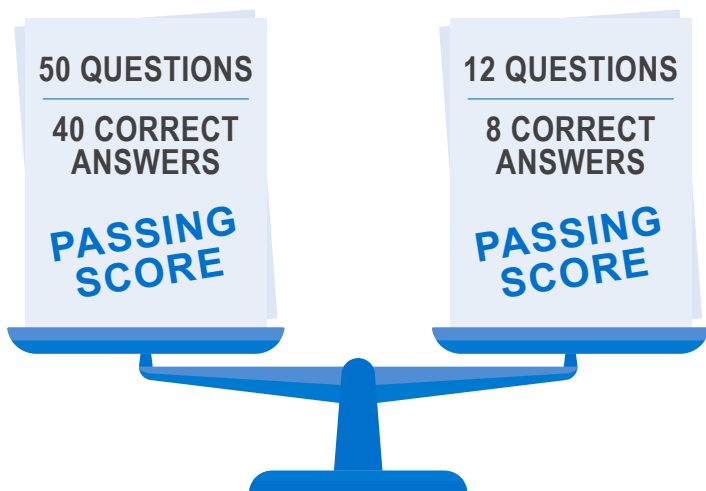 50 QUESTIONS
40 CORRECT
ANSWERS
PASSING
SCORE
12 QUESTIONS
8 CORRECT
ANSWERS
PASSING
SCORE